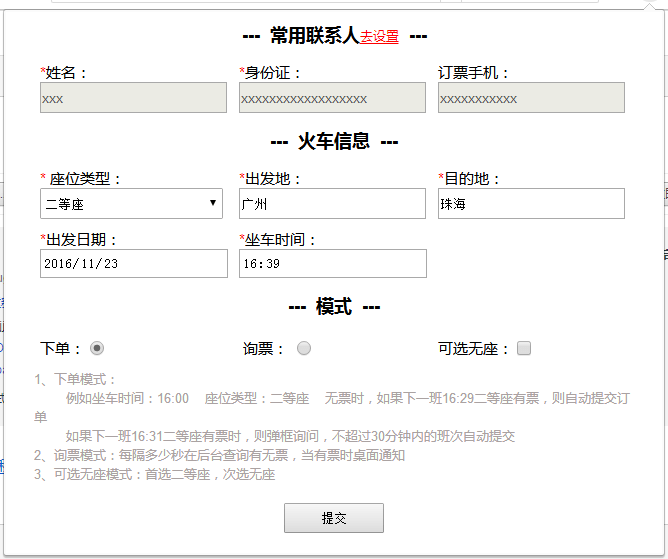 --- 常用联系人去设置 ---
*姓名： *身份证： 订票手机：
xxx xxxxxxxxxxxxxxxxxx xxxxxxxxxxx
--- 火车信息 ---
* 座位类型： *出发地： *目的地：
二等座 广州 珠海
*出发日期： *坐车时间：
2016/11/23 16:39
--- 模式 ---
下单： 询票： 可选无座：
1、下单模式：
例如坐车时间：16:00 座位类型：二等座 无票时，如果下一班16:29二等座有票，则自动提交订
单
如果下一班16:31二等座有票时，则弹框询问，不超过30分钟内的班次自动提交
2、询票模式：每隔多少秒在后台查询有无票，当有票时桌面通知
3、可选无座模式：首选二等座，次选无座
提交